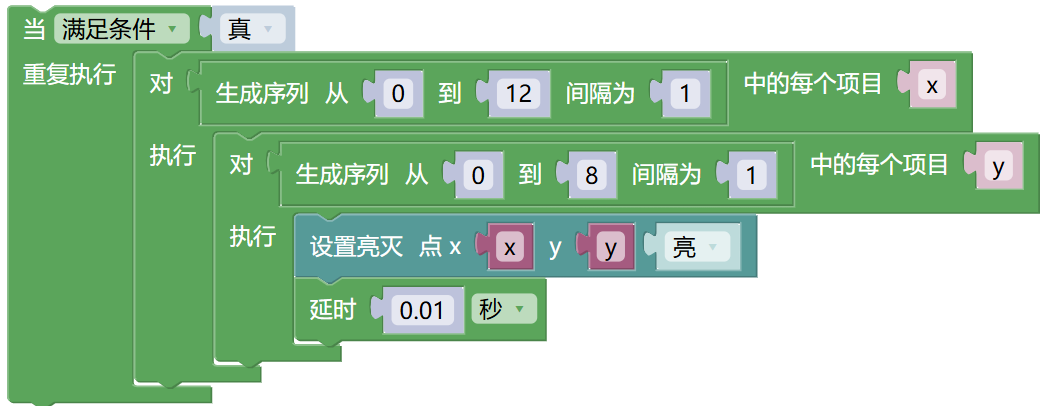 当 满足条件 真
重复执行 对 生成序列 从 0 到 12 间隔为 1 中的每个项目 x
执行 对 生成序列 从 0 到 8 间隔为 1 中的每个项目 y
执行 设置亮灭 点 x x y y 亮
延时 0.01 秒